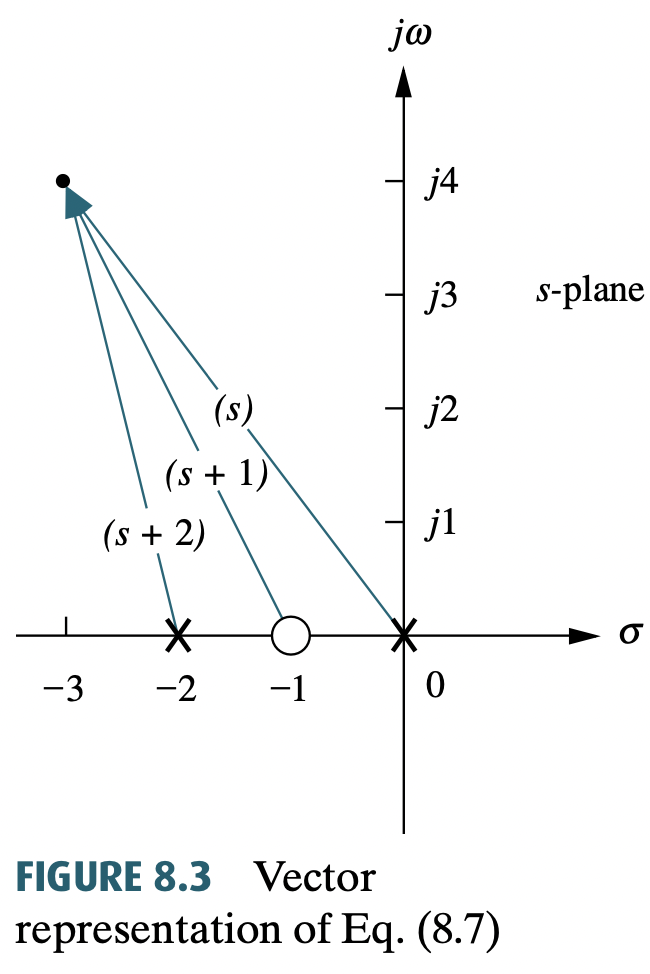 jω
j4
j3
s-plane
(s)
j2
(s + 1)
j1
(s + 2)
σ
−3
−2
−1
0
FIGURE 8.3 Vector
representation of Eq. (8.7)